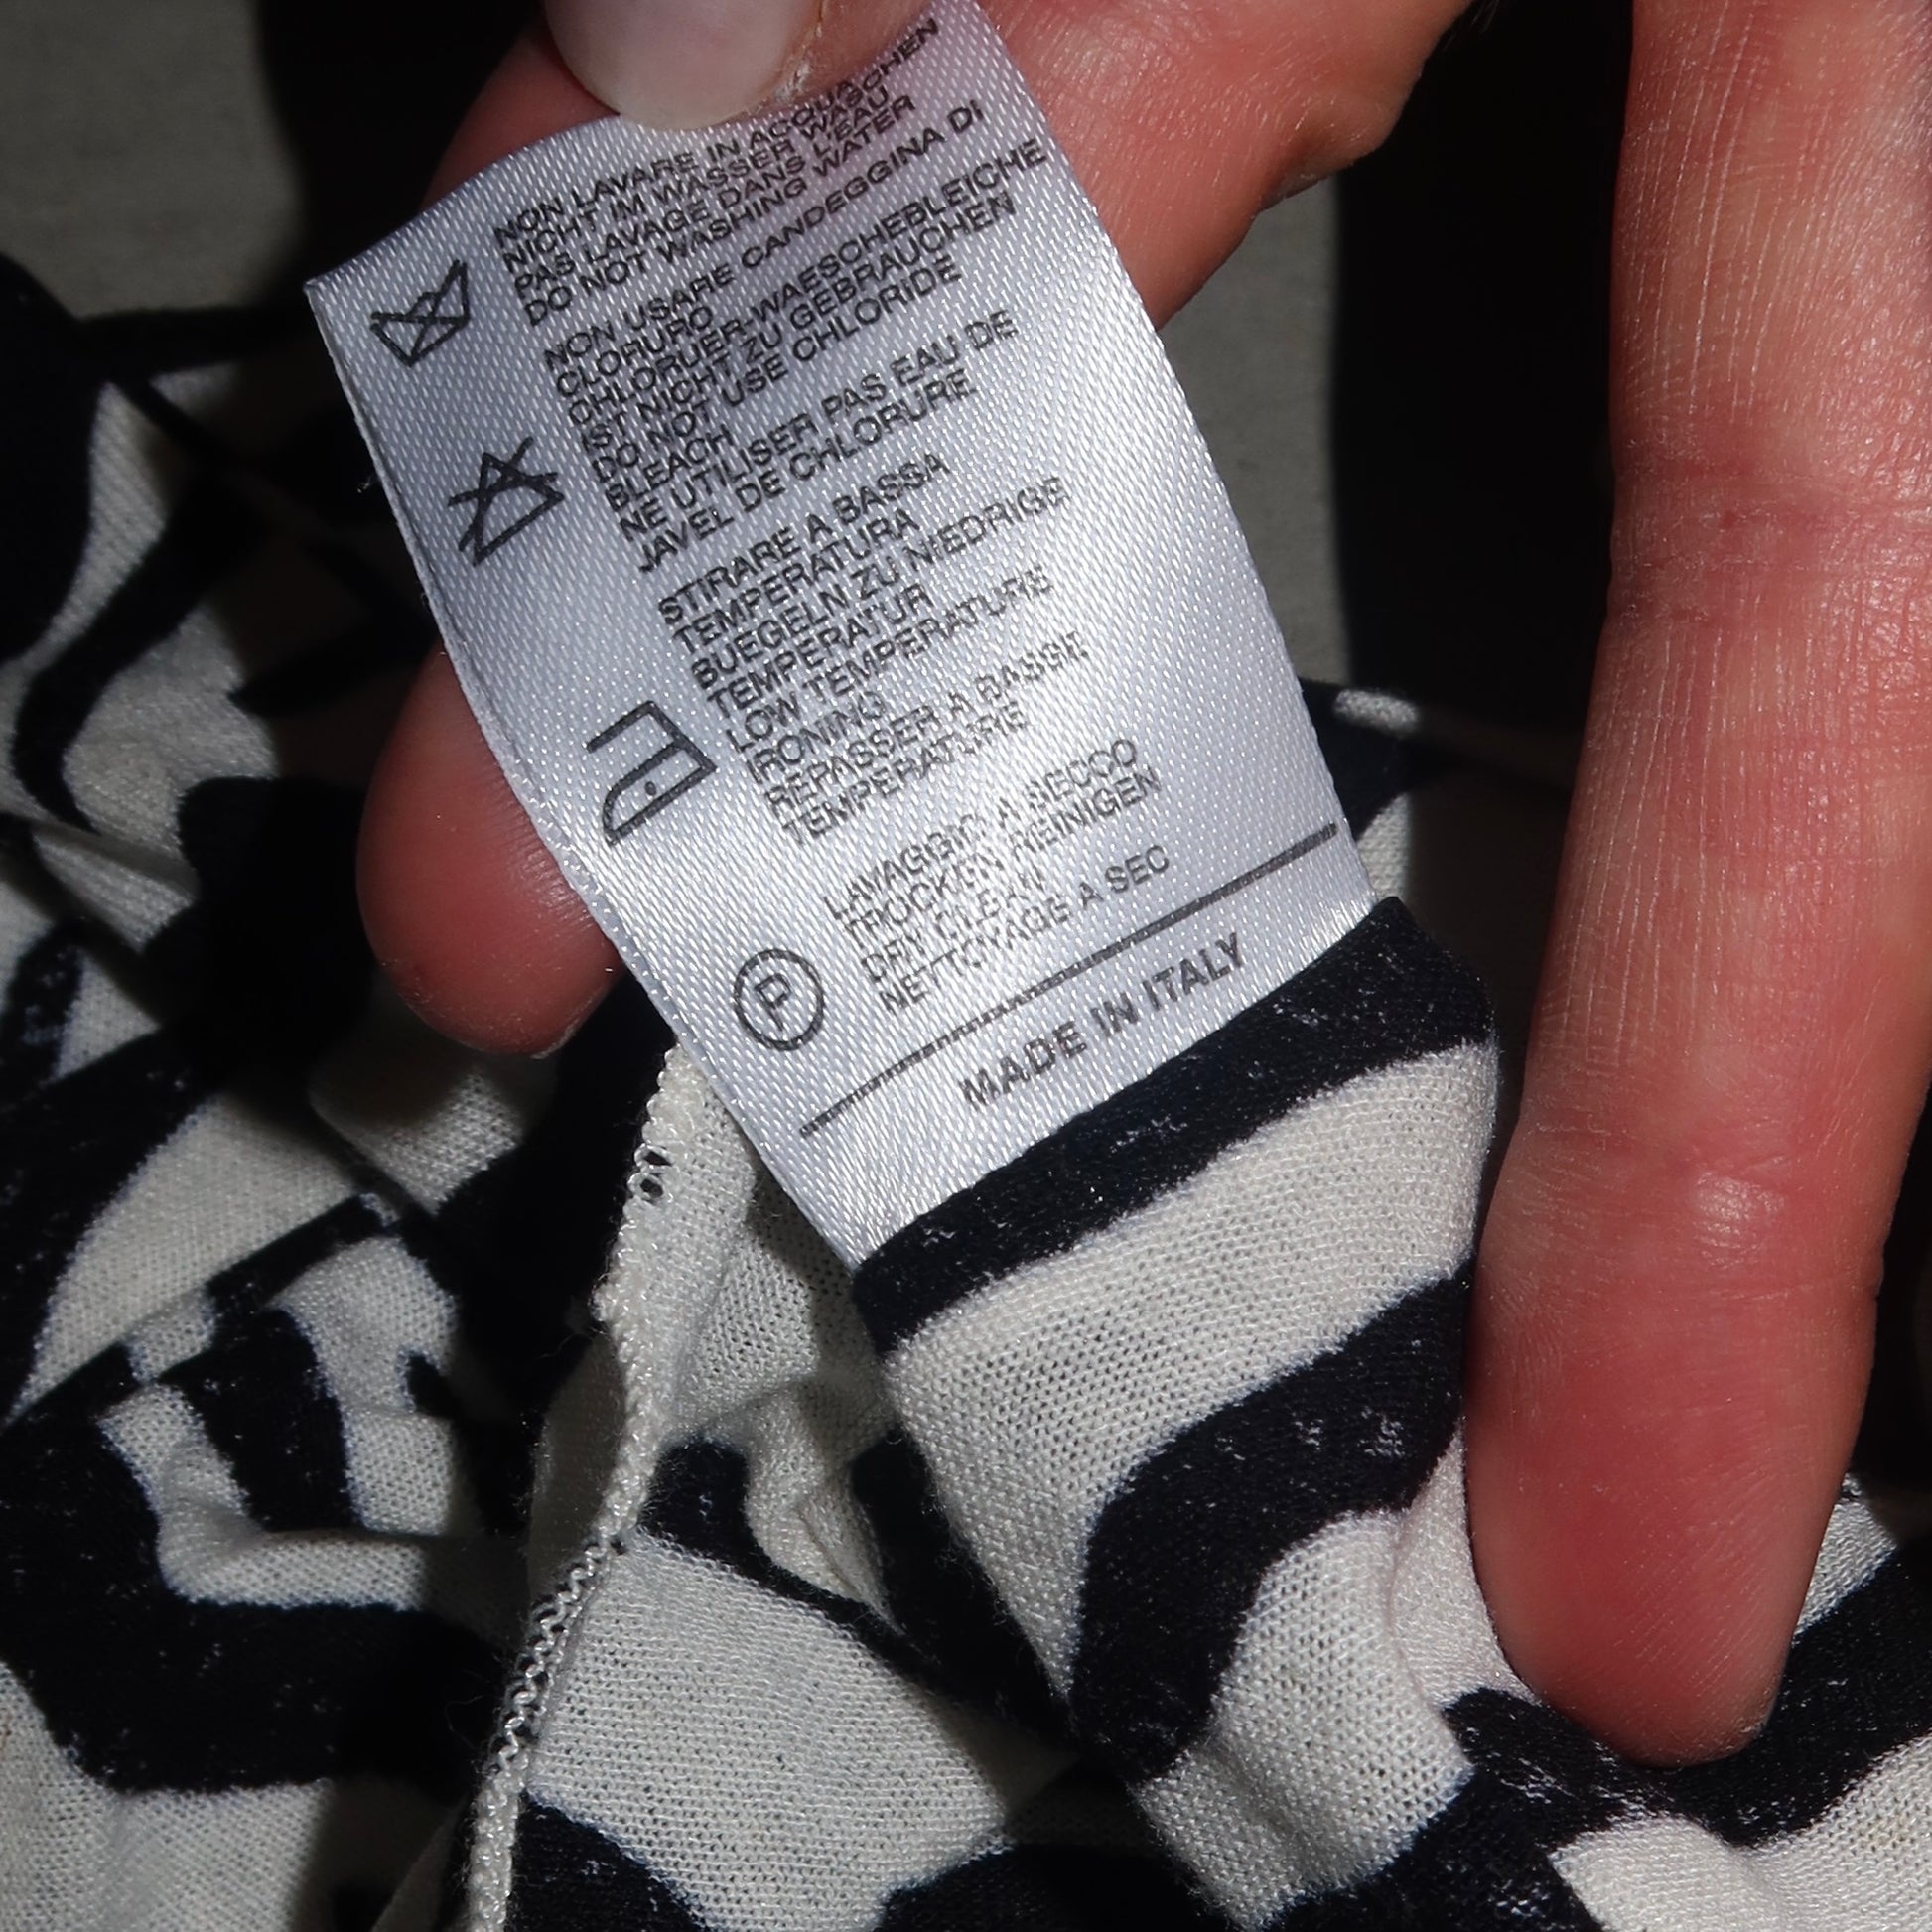 NON LAVARE IN ACQUA
NICHT IM WASSER WASCHEN
PAS LAVAGE DANS L'EAU
DO NOT WASHING WATER
NON USARE CANDEGGINA DI
CLORURO
CHLORUER-WAESCHEBLEICHE
IST NICHT ZU GEBRAUCHEN
DO NOT USE CHLORIDE
BLEACH
NE UTILISER PAS EAU DE
JAVEL DE CHLORURE
STIRARE A BASSA
TEMPERATURA
BUEGELN ZU NIEDRIGE
TEMPERATUR
LOW TEMPERATURE
IRONING
REPASSER A BASSE
TEMPERATURE
LAVAGGIO A SECCO
TROCKEN REINIGEN
DRY CLEAN
NETTOYAGE A SEC
P
MADE IN ITALY